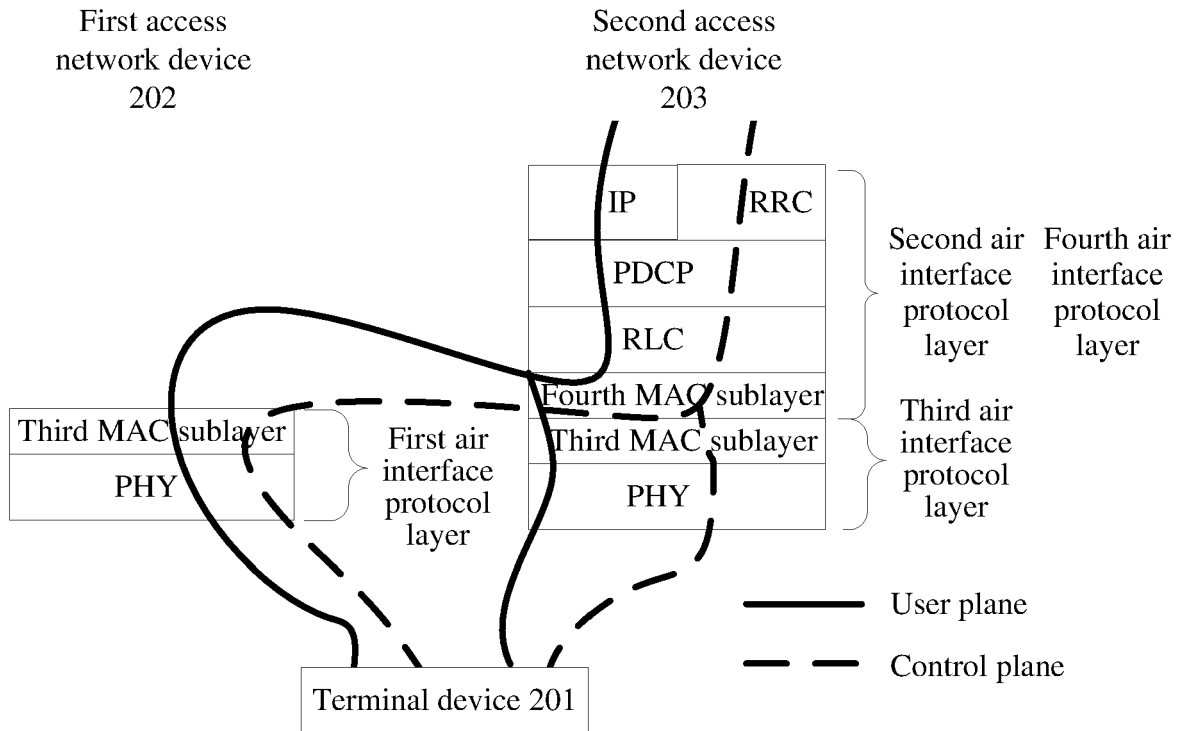 First access
network device
202
Second access
network device
203
IP
RRC
PDCP
RLC
Fourth MAC sublayer
Third MAC sublayer
PHY
Second air
interface
protocol
layer
Fourth air
interface
protocol
layer
Third air
interface
protocol
layer
Third MAC sublayer
PHY
First air
interface
protocol
layer
User plane
Control plane
Terminal device 201